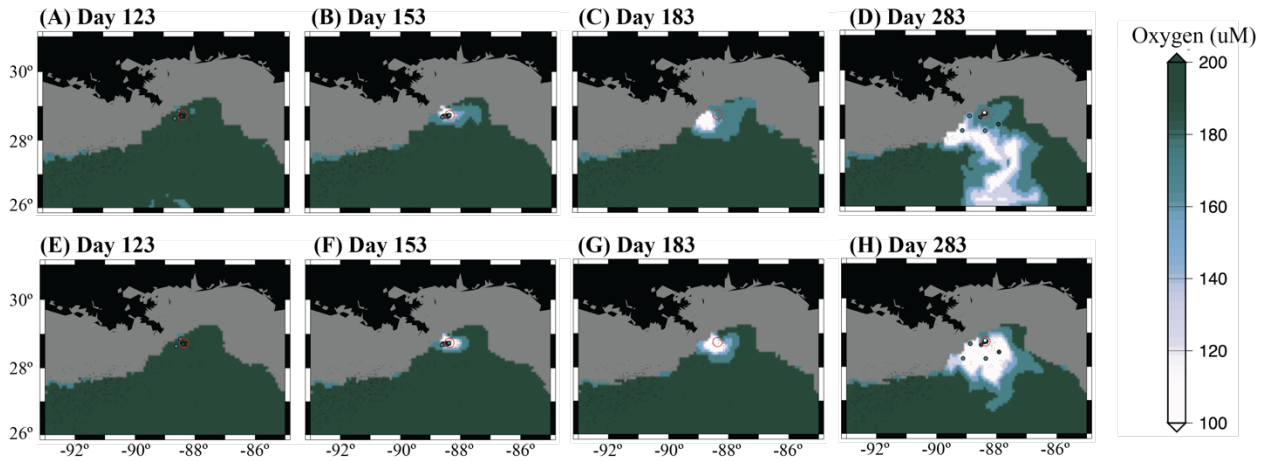 (A) Day 123
(B) Day 153
(C) Day 183
(D) Day 283
Oxygen (uM)
30º
28º
26º
200
180
160
140
120
100
(E) Day 123
(F) Day 153
(G) Day 183
(H) Day 283
30º
28º
26º
-92º -90º -88º -86º
-92º -90º -88º -86º
-92º -90º -88º -86º
-92º -90º -88º -86º